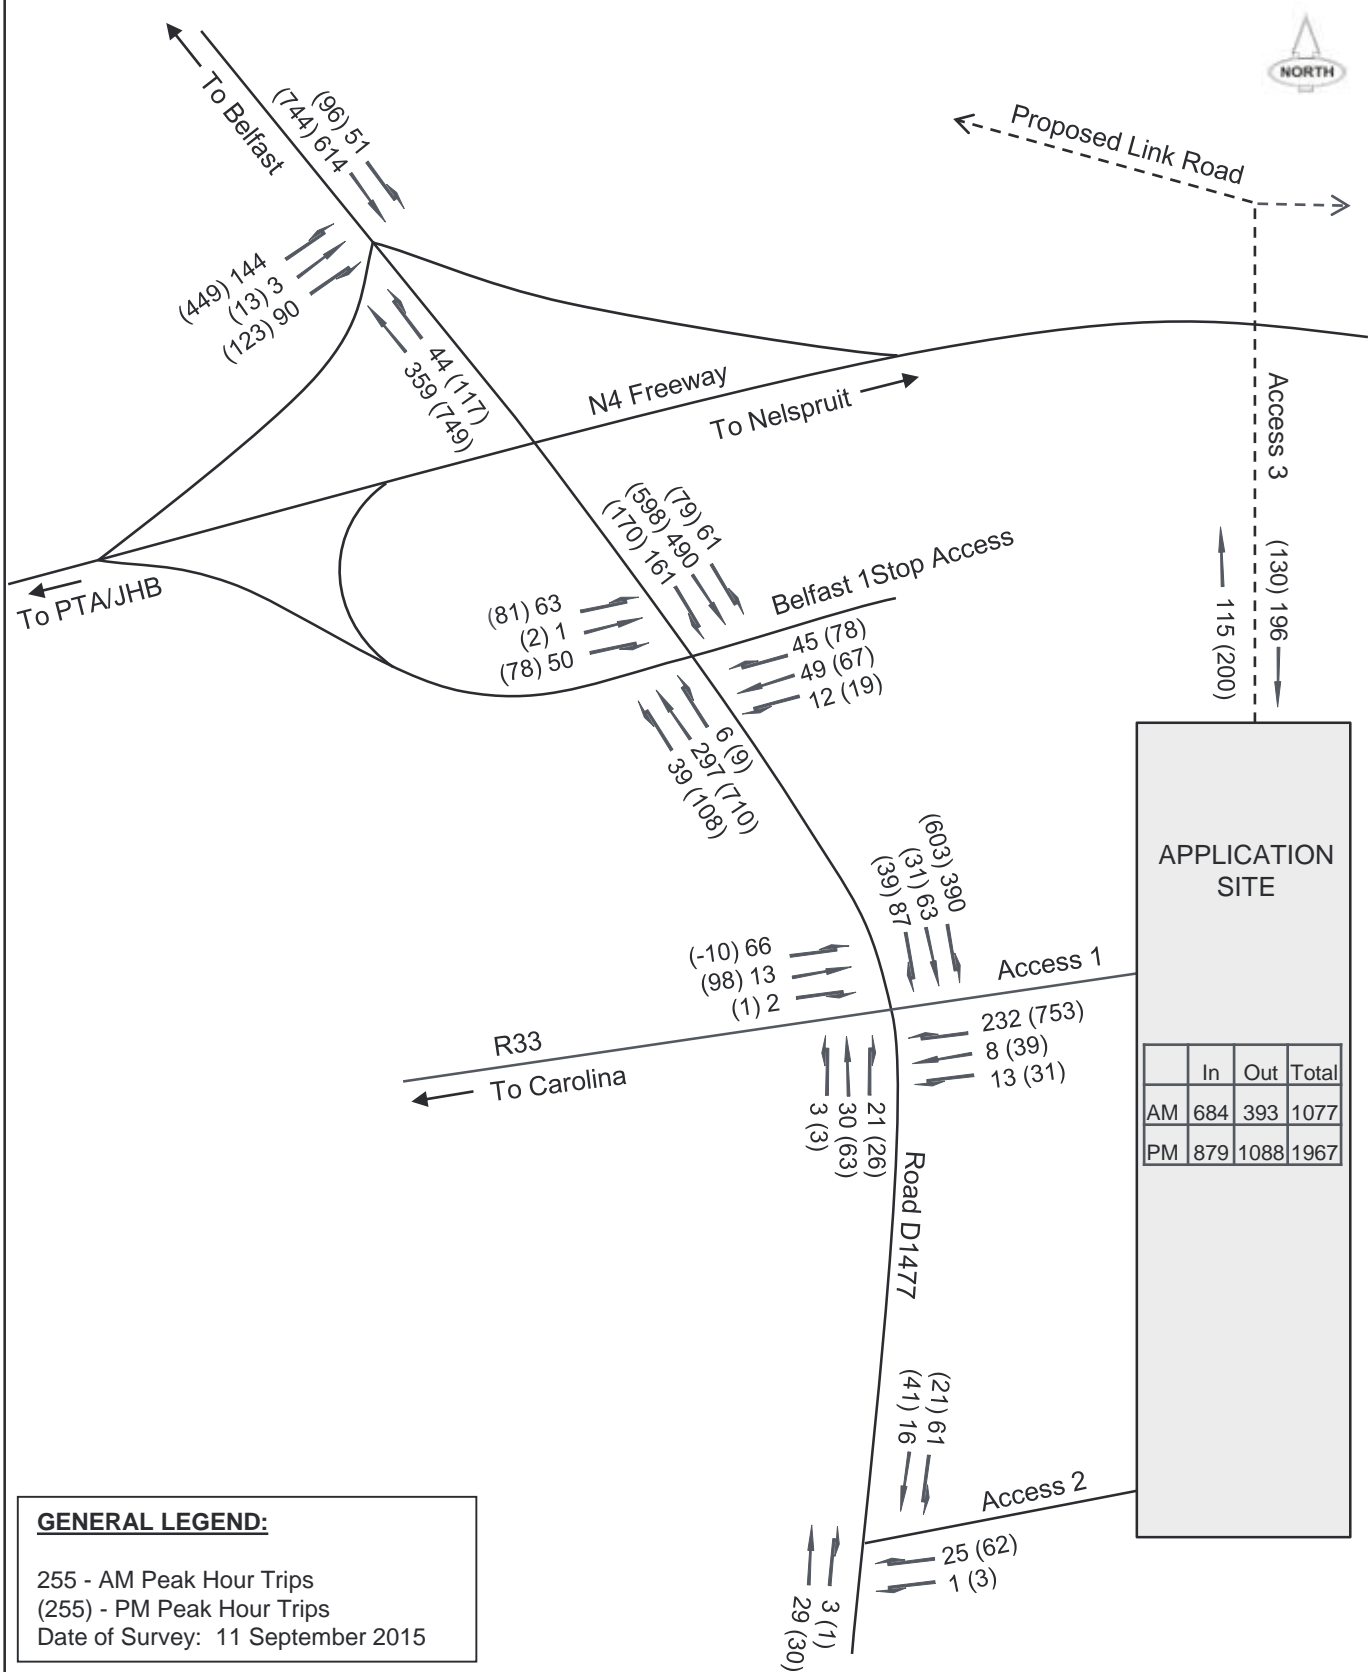 NORTH
To Belfast
(96) 51
(744) 614
Proposed Link Road
(449) 144
(13) 3
(123) 90
44 (117)
359 (749)
N4 Freeway
To Nelspruit
Access 3
(130) 196
115 (200)
To PTA/JHB
(79) 61
(598) 490
(170) 161
Belfast 1Stop Access
(81) 63
(2) 1
(78) 50
45 (78)
49 (67)
12 (19)
6 (9)
297 (710)
39 (108)
APPLICATION
SITE
(603) 390
(31) 63
(39) 87
(-10) 66
(98) 13
(1) 2
Access 1
R33
To Carolina
232 (753)
8 (39)
13 (31)
3 (3)
30 (63)
21 (26)
In Out Total
AM 684 393 1077
PM 879 1088 1967
Road D1477
(21) 61
(41) 16
Access 2
25 (62)
1 (3)
3 (1)
29 (30)
GENERAL LEGEND:
255 - AM Peak Hour Trips
(255) - PM Peak Hour Trips
Date of Survey: 11 September 2015